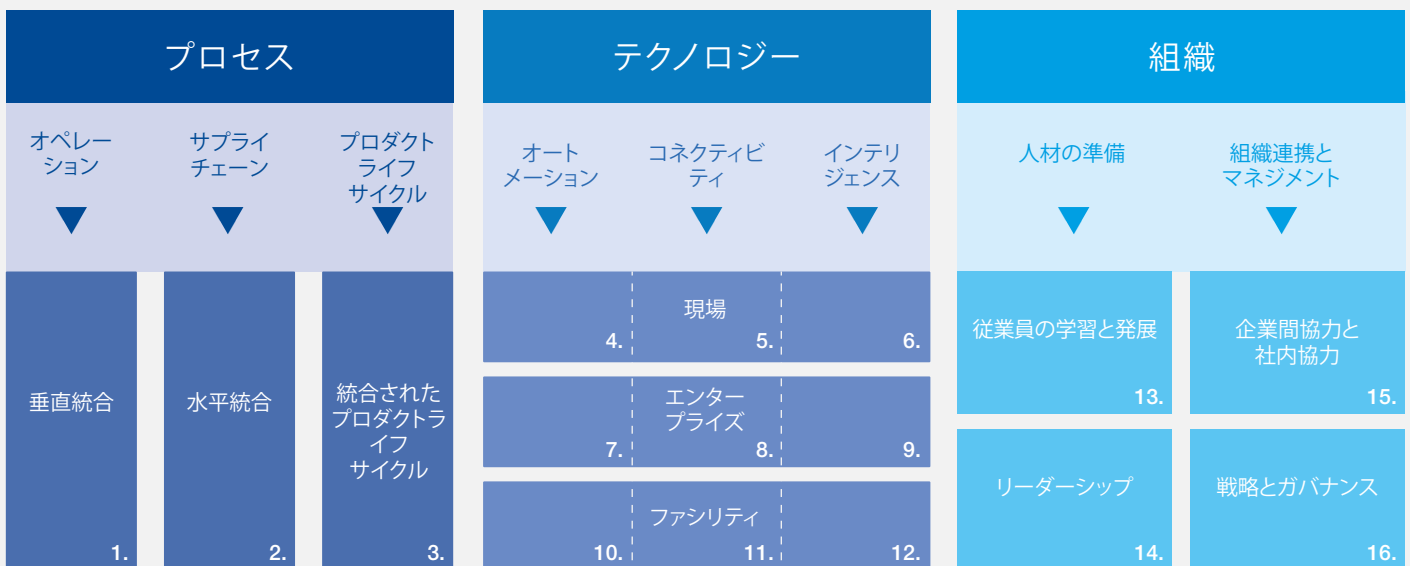 プロセス
オペレー
ション
サプライ
チェーン
プロダクト
ライフ
サイクル
垂直統合
1.
水平統合
2.
統合された
プロダクトラ
イフ
サイクル
3.
テクノロジー
オート
メーション
コネクティビ
ティ
インテリ
ジェンス
現場
4.
5.
6.
エンター
プライズ
7.
8.
9.
ファシリティ
10.
11.
12.
組織
人材の準備
組織連携と
マネジメント
従業員の学習と発展
13.
企業間協力と
社内協力
15.
リーダーシップ
14.
戦略とガバナンス
16.